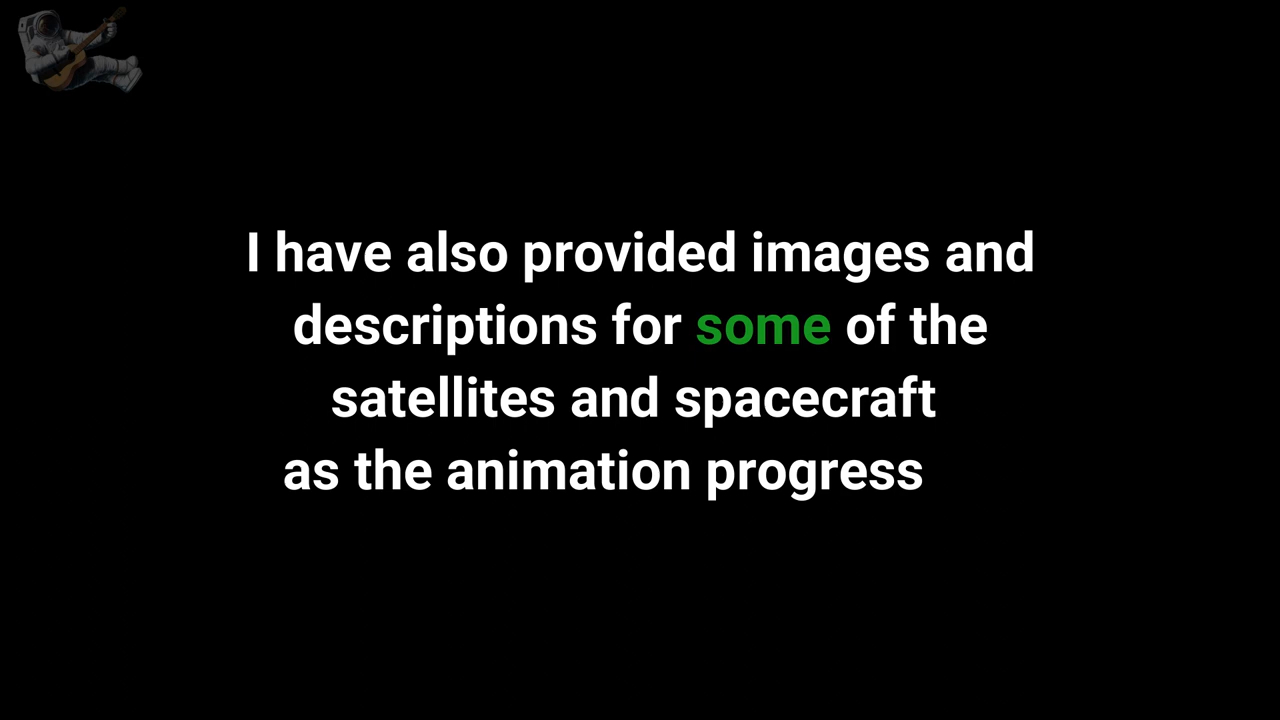 I have also provided images and
descriptions for some of the
satellites and spacecraft
as the animation progress